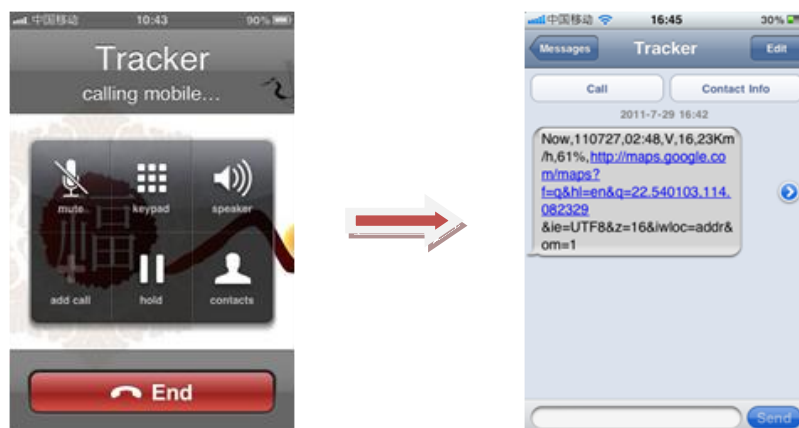 中国移动 10:43 90%
Tracker
calling mobile...
mute keypad speaker
福
add call hold contacts
End
中国移动 16:45 30%
Messages Tracker Edit
Call Contact Info
2011-7-29 16:42
Now,110727,02:48,V,16,23Km
/h,61%,http://maps.google.co
m/maps?
f=q&hl=en&q=22.540103,114.
082329
&ie=UTF8&z=16&iwloc=addr&
om=1
Send